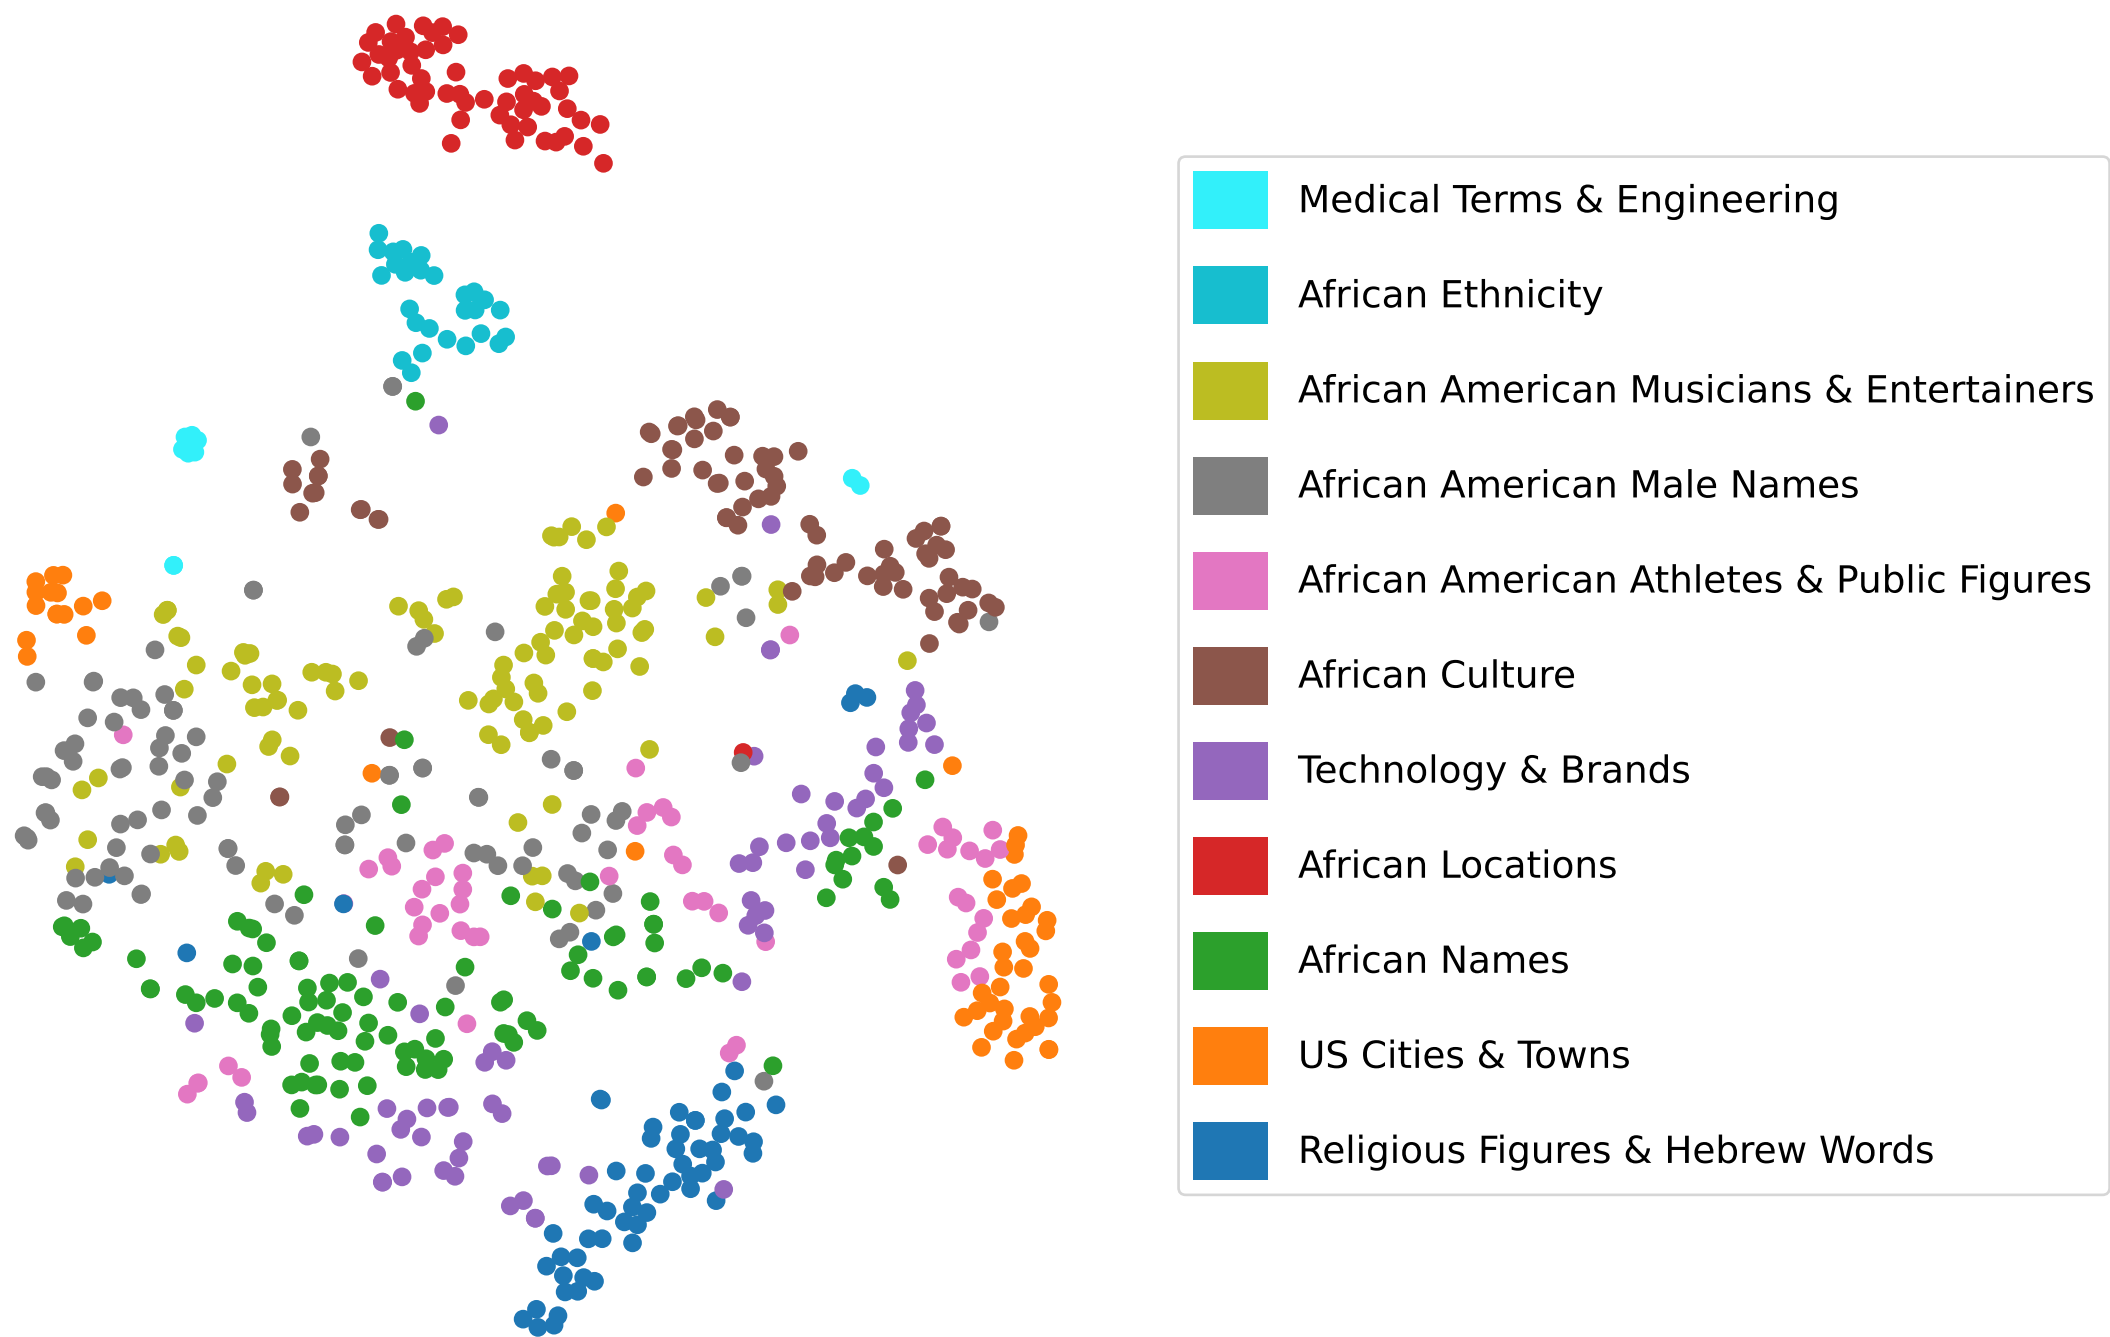 Medical Terms & Engineering
African Ethnicity
African American Musicians & Entertainers
African American Male Names
African American Athletes & Public Figures
African Culture
Technology & Brands
African Locations
African Names
US Cities & Towns
Religious Figures & Hebrew Words